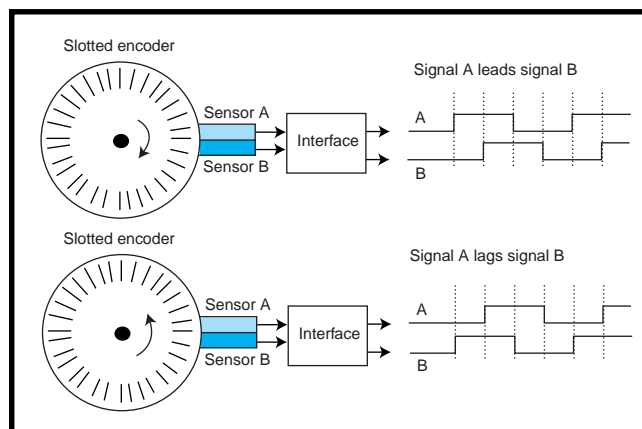 Slotted encoder
Signal A leads signal B
Sensor A
A
Interface
Sensor B
B
Slotted encoder
Signal A lags signal B
Sensor A
A
Interface
Sensor B
B